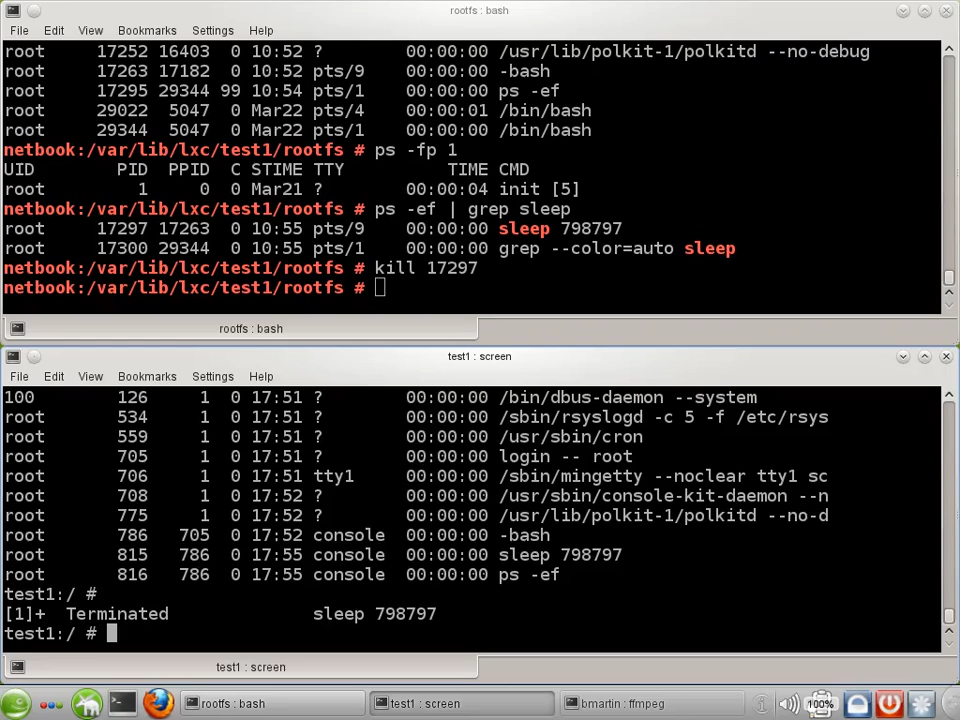 rootfs : bash
File Edit View Bookmarks Settings Help
root 17252 16403 0 10:52 ? 00:00:00 /usr/lib/polkit-1/polkitd --no-debug
root 17263 17182 0 10:52 pts/9 00:00:00 -bash
root 17295 29344 99 10:54 pts/1 00:00:00 ps -ef
root 29022 5047 0 Mar22 pts/4 00:00:01 /bin/bash
root 29344 5047 0 Mar22 pts/1 00:00:00 /bin/bash
netbook:/var/lib/lxc/test1/rootfs # ps -fp 1
UID PID PPID C STIME TTY TIME CMD
root 1 0 0 Mar21 ? 00:00:04 init [5]
netbook:/var/lib/lxc/test1/rootfs # ps -ef | grep sleep
root 17297 17263 0 10:55 pts/9 00:00:00 sleep 798797
root 17300 29344 0 10:55 pts/1 00:00:00 grep --color=auto sleep
netbook:/var/lib/lxc/test1/rootfs # kill 17297
netbook:/var/lib/lxc/test1/rootfs #
rootfs : bash
test1 : screen
File Edit View Bookmarks Settings Help
100 126 1 0 17:51 ? 00:00:00 /bin/dbus-daemon --system
root 534 1 0 17:51 ? 00:00:00 /sbin/rsyslogd -c 5 -f /etc/rsys
root 559 1 0 17:51 ? 00:00:00 /usr/sbin/cron
root 705 1 0 17:51 ? 00:00:00 login -- root
root 706 1 0 17:51 tty1 00:00:00 /sbin/mingetty --noclear tty1 sc
root 708 1 0 17:52 ? 00:00:00 /usr/sbin/console-kit-daemon --n
root 775 1 0 17:52 ? 00:00:00 /usr/lib/polkit-1/polkitd --no-d
root 786 705 0 17:52 console 00:00:00 -bash
root 815 786 0 17:55 console 00:00:00 sleep 798797
root 816 786 0 17:55 console 00:00:00 ps -ef
test1:/ #
[1]+ Terminated sleep 798797
test1:/ #
test1 : screen
rootfs : bash test1 : screen bmartin : ffmpeg 100%